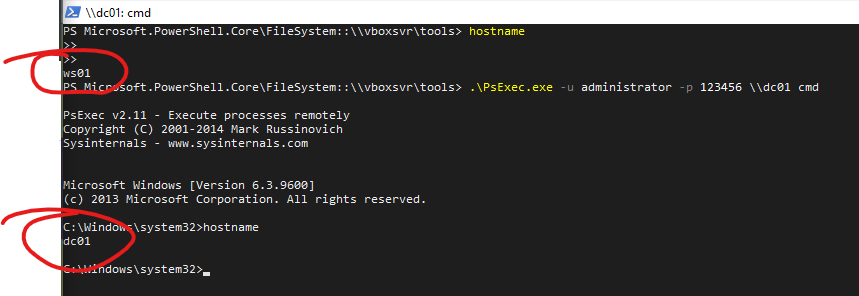 \\dc01: cmd
PS Microsoft.PowerShell.Core\FileSystem::\\vboxsvr\tools> hostname
>>
>>
ws01
PS Microsoft.PowerShell.Core\FileSystem::\\vboxsvr\tools> .\PsExec.exe -u administrator -p 123456 \\dc01 cmd
PsExec v2.11 - Execute processes remotely
Copyright (C) 2001-2014 Mark Russinovich
Sysinternals - www.sysinternals.com
Microsoft Windows [Version 6.3.9600]
(c) 2013 Microsoft Corporation. All rights reserved.
C:\Windows\system32>hostname
dc01
C:\Windows\system32>